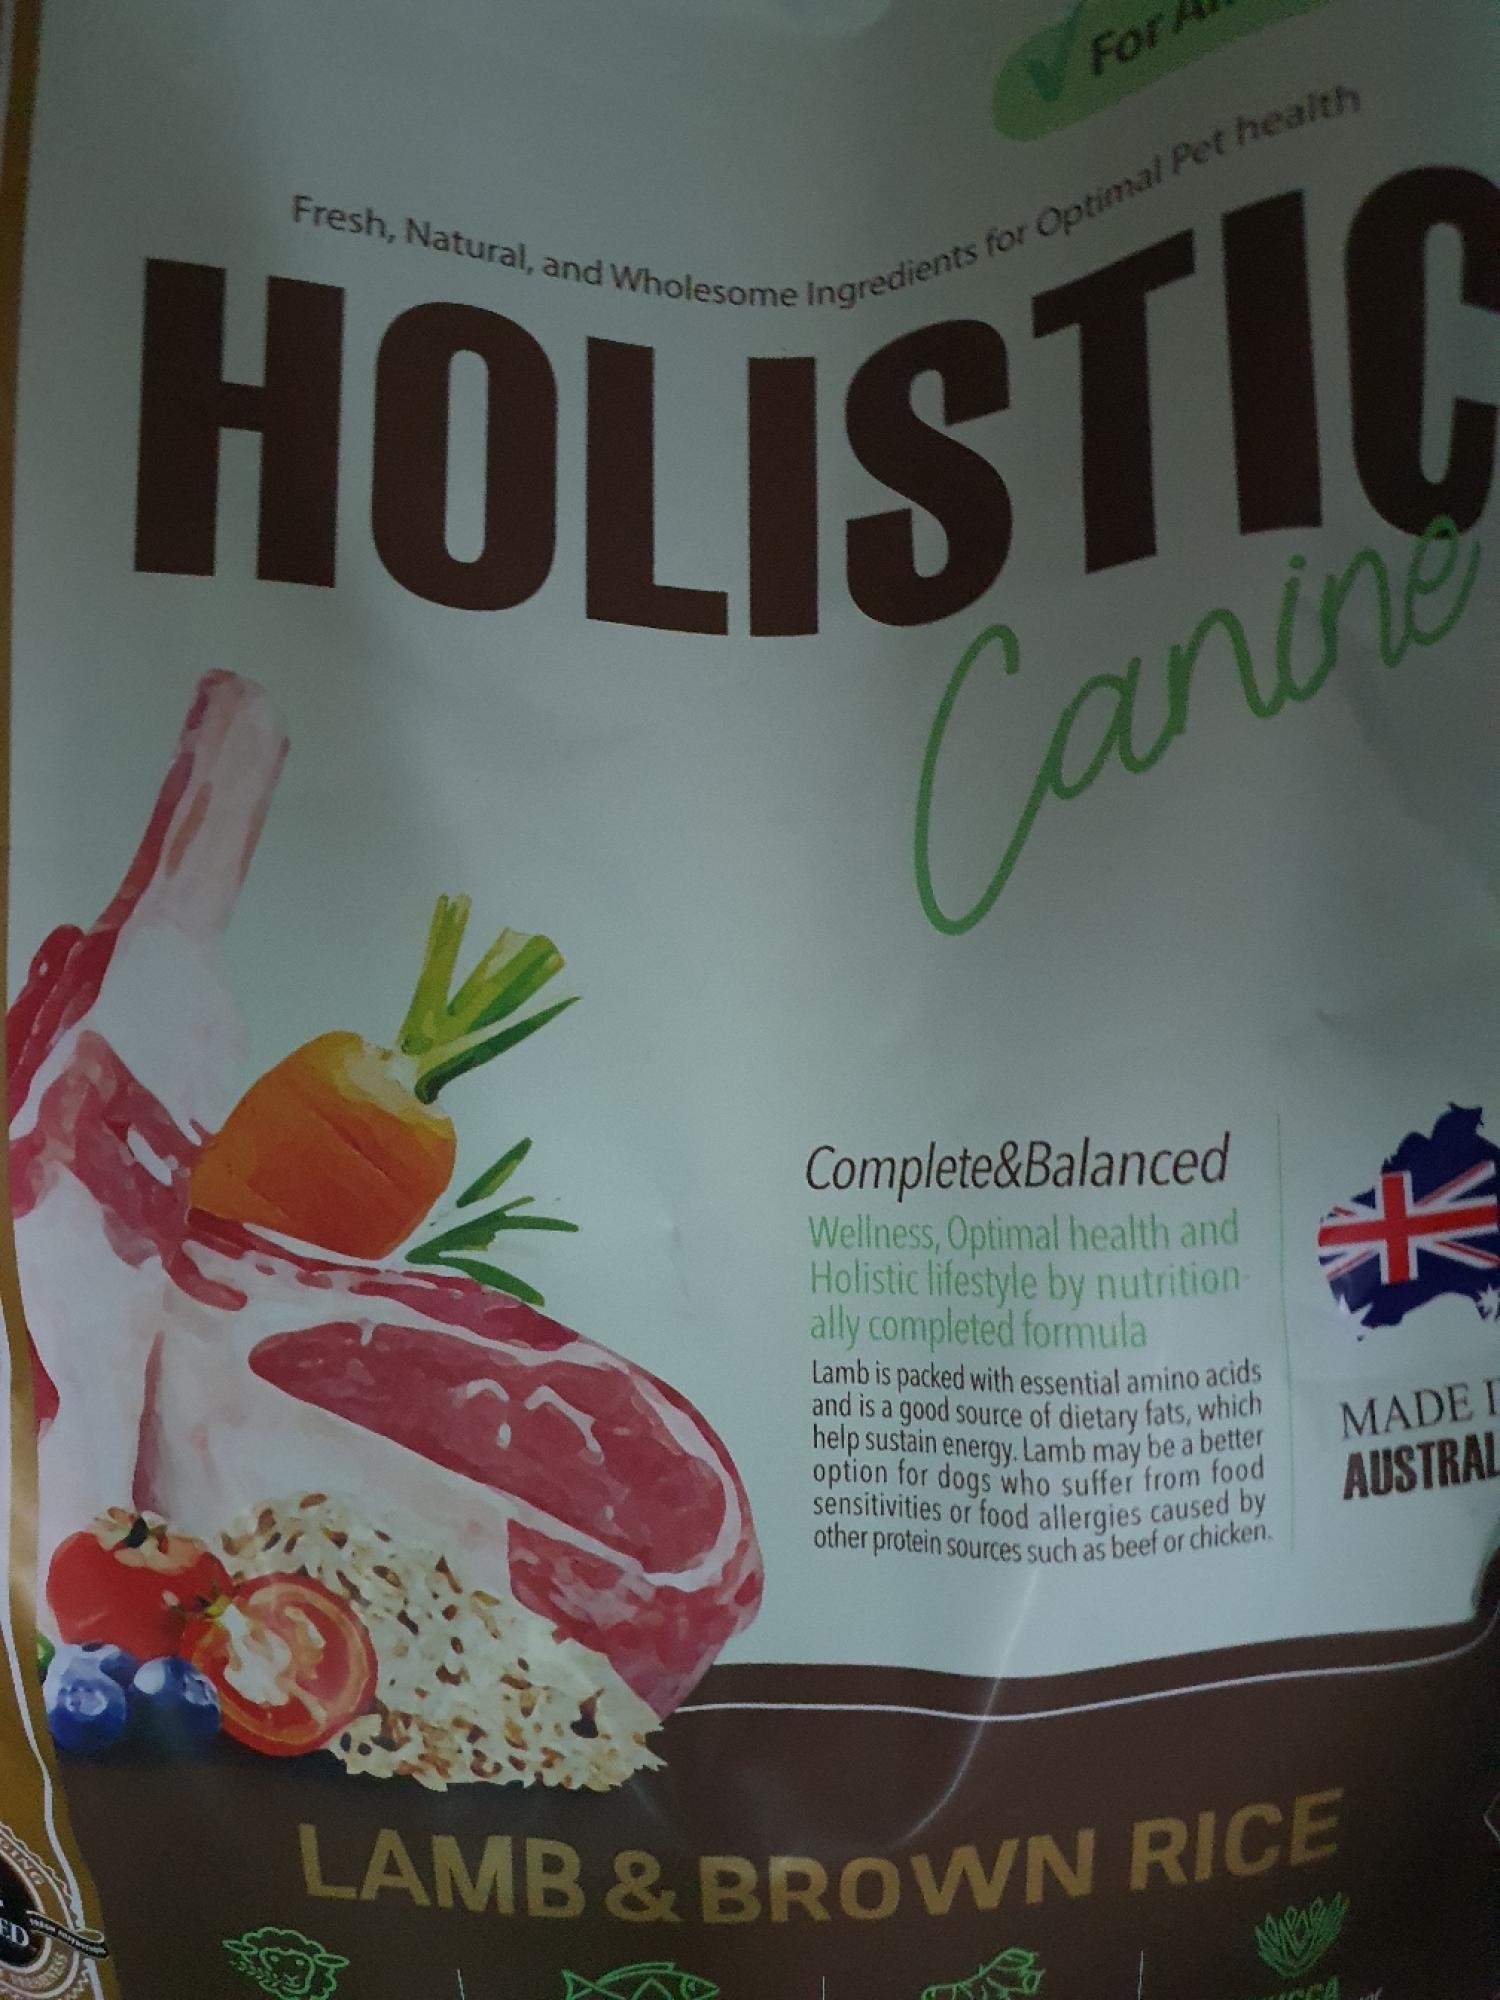 For
Fresh, Natural, and Wholesome Ingredients for Optimal Pet health
HOLISTIC
Canine
Complete&Balanced
Wellness, Optimal health and
Holistic lifestyle by nutrition-
ally completed formula
Lamb is packed with essential amino acids
and is a good source of dietary fats, which
help sustain energy. Lamb may be a better
option for dogs who suffer from food
sensitivities or food allergies caused by
other protein sources such as beef or chicken.
MADE
AUSTRAL
LAMB & BROWN RICE